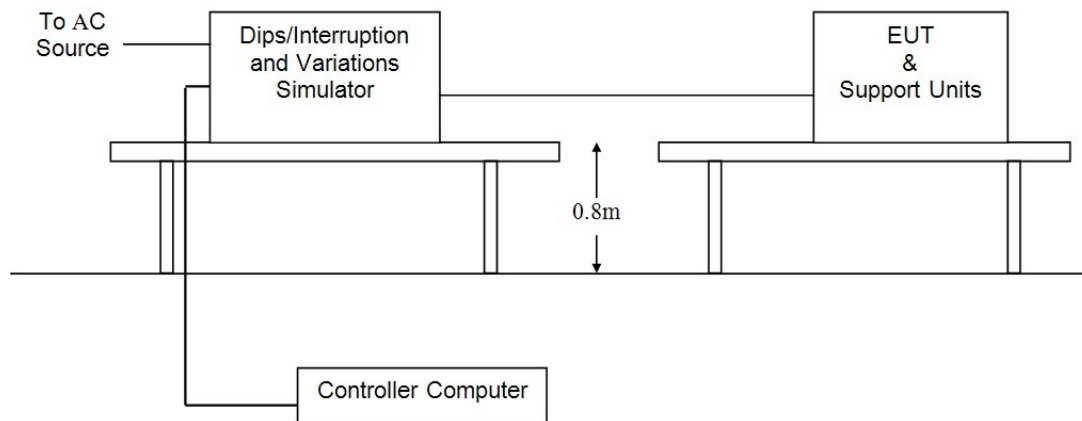 To AC
Source
Dips/Interruption
and Variations
Simulator
EUT
&
Support Units
0.8m
Controller Computer